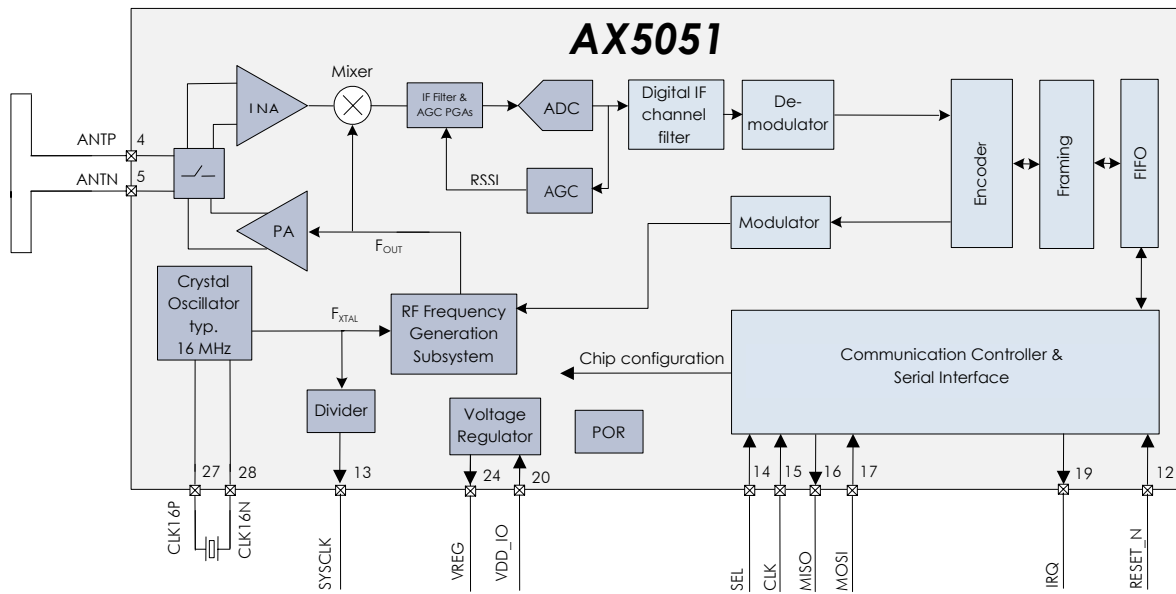 AX5051
Mixer
INA
IF Filter &
AGC PGAs
ADC
Digital IF
channel
filter
De-
modulator
ANTP
4
ANTN
5
RSSI
AGC
Encoder
Framing
FIFO
PA
Modulator
FOUT
Crystal
Oscillator
typ.
16 MHz
FXTAL
RF Frequency
Generation
Subsystem
Chip configuration
Communication Controller &
Serial Interface
Divider
Voltage
Regulator
POR
27
28
13
24
20
14
15
16
17
19
12
CLK16P
CLK16N
SYSCLK
VREG
VDD_IO
SEL
CLK
MISO
MOSI
IRQ
RESET_N